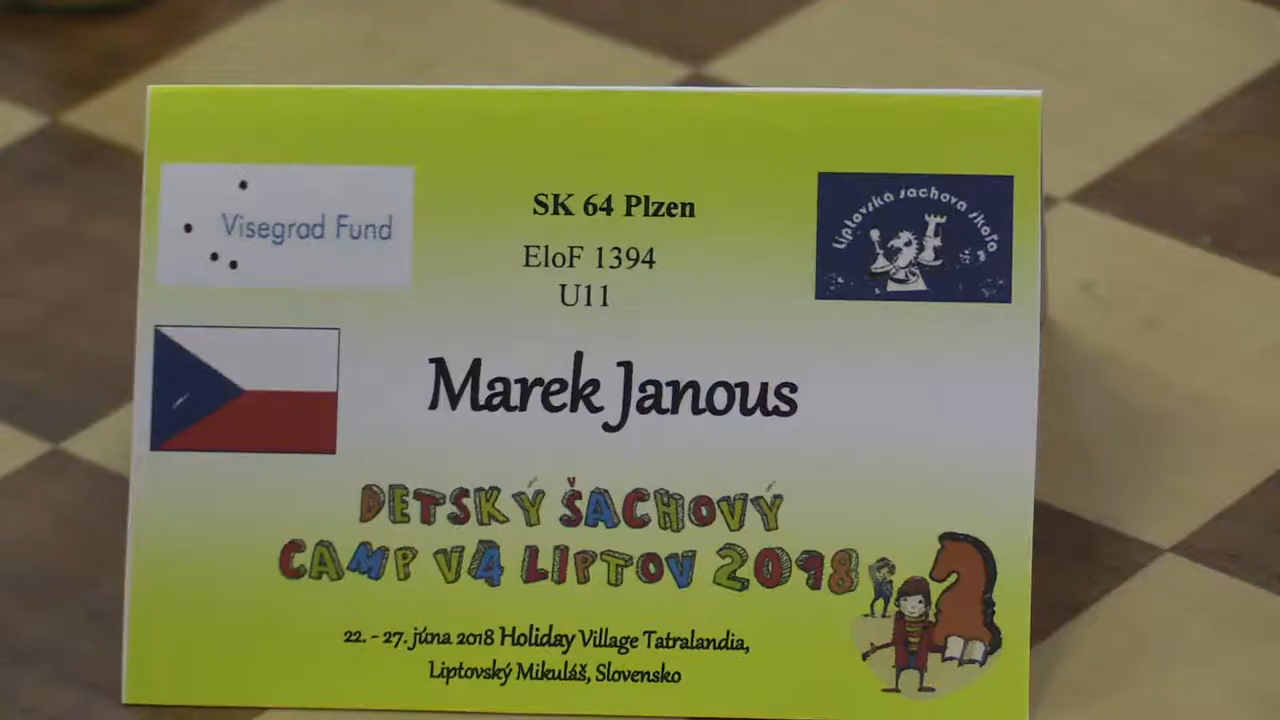 Visegrad Fund
SK 64 Plzen
EloF 1394
U11
Liptovská šachová škola
Marek Janous
DETSKÝ ŠACHOVÝ
CAMP V4 LIPTOV 2018
22. - 27. júna 2018 Holiday Village Tatralandia,
Liptovský Mikuláš, Slovensko